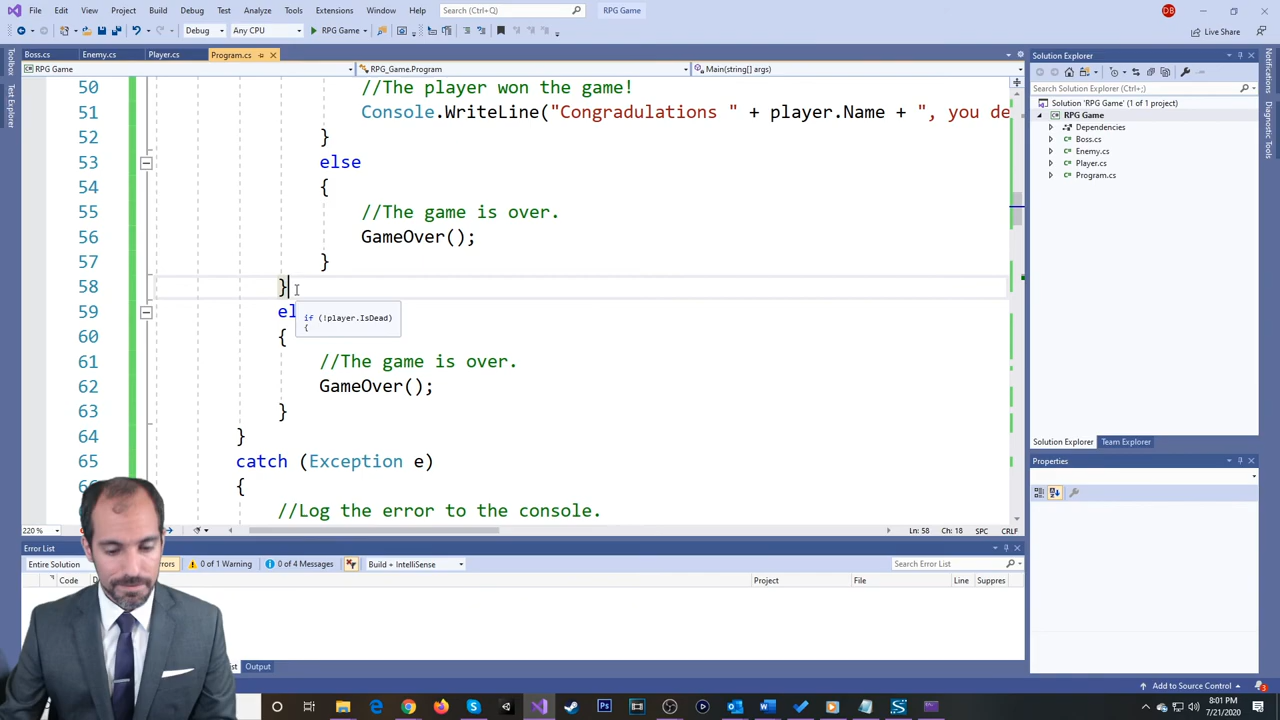 File Edit View Project Build Debug Test Analyze Tools Extensions Window Help Search (Ctrl+Q) RPG Game DB
Debug Any CPU RPG Game Live Share
Boss.cs Enemy.cs Player.cs Program.cs
RPG Game RPG_Game.Program Main(string[] args)
50 //The player won the game!
51 Console.WriteLine("Congradulations " + player.Name + ", you de
52 }
53 else
54 {
55 //The game is over.
56 GameOver();
57 }
58 }
59 el
if (!player.IsDead)
{
60 {
61 //The game is over.
62 GameOver();
63 }
64 }
65 catch (Exception e)
{
//Log the error to the console.
220 % Ln: 58 Ch: 18 SPC CRLF
Error List
Entire Solution 0 of 1 Warning 0 of 4 Messages Build + IntelliSense Search Error List
Code Project File Line Suppres
Output
Toolbox
Test Explorer
Solution Explorer
Search Solution Explorer (Ctrl+;)
Solution 'RPG Game' (1 of 1 project)
RPG Game
Dependencies
Boss.cs
Enemy.cs
Player.cs
Program.cs
Solution Explorer Team Explorer
Properties
Notifications
Diagnostic Tools
Add to Source Control 3
8:01 PM
7/21/2020